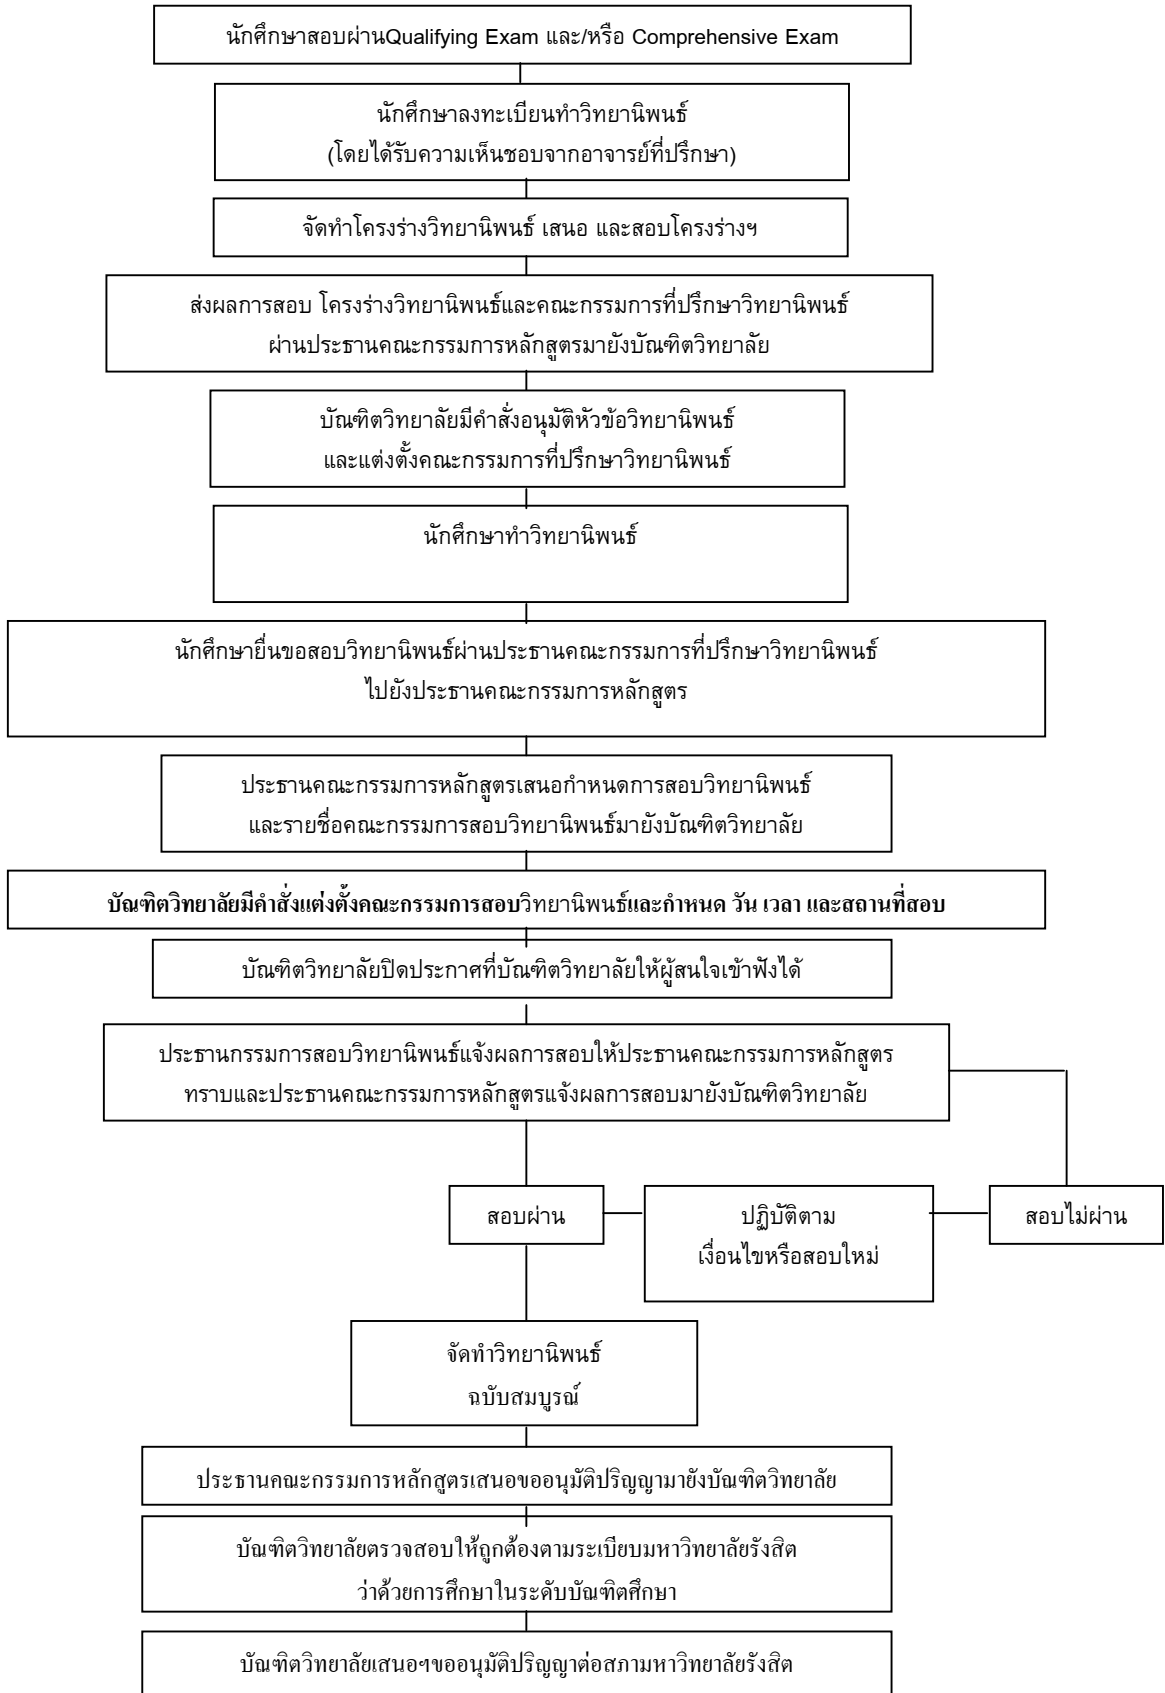 นักศึกษาสอบผ่านQualifying Exam และ/หรือ Comprehensive Exam
นักศึกษาลงทะเบียนทำวิทยานิพนธ์
(โดยได้รับความเห็นชอบจากอาจารย์ที่ปรึกษา)
จัดทำโครงร่างวิทยานิพนธ์ เสนอ และสอบโครงร่างฯ
ส่งผลการสอบ โครงร่างวิทยานิพนธ์และคณะกรรมการที่ปรึกษาวิทยานิพนธ์
ผ่านประธานคณะกรรมการหลักสูตรมายังบัณฑิตวิทยาลัย
บัณฑิตวิทยาลัยมีคำสั่งอนุมัติหัวข้อวิทยานิพนธ์
และแต่งตั้งคณะกรรมการที่ปรึกษาวิทยานิพนธ์
นักศึกษาทำวิทยานิพนธ์
นักศึกษายื่นขอสอบวิทยานิพนธ์ผ่านประธานคณะกรรมการที่ปรึกษาวิทยานิพนธ์
ไปยังประธานคณะกรรมการหลักสูตร
ประธานคณะกรรมการหลักสูตรเสนอกำหนดการสอบวิทยานิพนธ์
และรายชื่อคณะกรรมการสอบวิทยานิพนธ์มายังบัณฑิตวิทยาลัย
บัณฑิตวิทยาลัยมีคำสั่งแต่งตั้งคณะกรรมการสอบวิทยานิพนธ์และกำหนด วัน เวลา และสถานที่สอบ
บัณฑิตวิทยาลัยปิดประกาศที่บัณฑิตวิทยาลัยให้ผู้สนใจเข้าฟังได้
ประธานกรรมการสอบวิทยานิพนธ์แจ้งผลการสอบให้ประธานคณะกรรมการหลักสูตร
ทราบและประธานคณะกรรมการหลักสูตรแจ้งผลการสอบมายังบัณฑิตวิทยาลัย
สอบผ่าน
ปฏิบัติตาม
เงื่อนไขหรือสอบใหม่
สอบไม่ผ่าน
จัดทำวิทยานิพนธ์
ฉบับสมบูรณ์
ประธานคณะกรรมการหลักสูตรเสนอขออนุมัติปริญญามายังบัณฑิตวิทยาลัย
บัณฑิตวิทยาลัยตรวจสอบให้ถูกต้องตามระเบียบมหาวิทยาลัยรังสิต
ว่าด้วยการศึกษาในระดับบัณฑิตศึกษา
บัณฑิตวิทยาลัยเสนอฯขออนุมัติปริญญาต่อสภามหาวิทยาลัยรังสิต